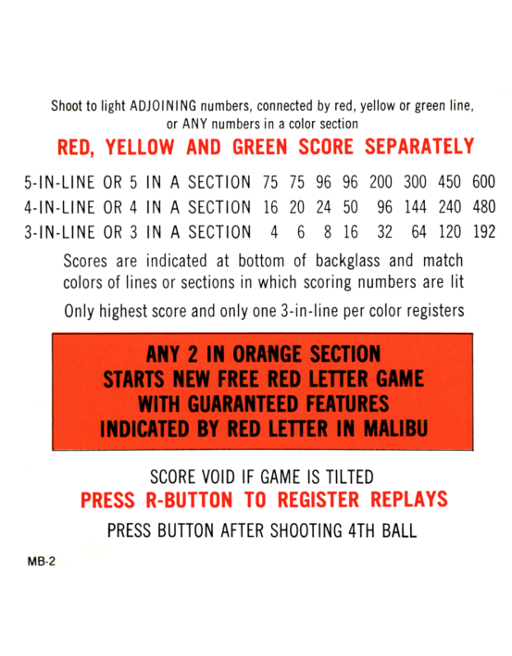 Shoot to light ADJOINING numbers, connected by red, yellow or green line,
or ANY numbers in a color section
RED, YELLOW AND GREEN SCORE SEPARATELY
5-IN-LINE OR 5 IN A SECTION 75 75 96 96 200 300 450 600
4-IN-LINE OR 4 IN A SECTION 16 20 24 50 96 144 240 480
3-IN-LINE OR 3 IN A SECTION 4 6 8 16 32 64 120 192
Scores are indicated at bottom of backglass and match
colors of lines or sections in which scoring numbers are lit
Only highest score and only one 3-in-line per color registers
ANY 2 IN ORANGE SECTION
STARTS NEW FREE RED LETTER GAME
WITH GUARANTEED FEATURES
INDICATED BY RED LETTER IN MALIBU
SCORE VOID IF GAME IS TILTED
PRESS R-BUTTON TO REGISTER REPLAYS
PRESS BUTTON AFTER SHOOTING 4TH BALL
MB-2